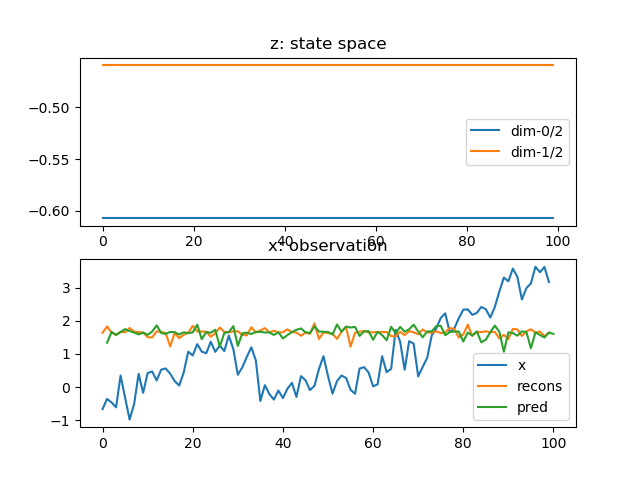 z: state space
−0.50
−0.55
−0.60
dim-0/2
dim-1/2
0 20 40 60 80 100
x: observation
3
2
1
0
−1
x
recons
pred
0 20 40 60 80 100